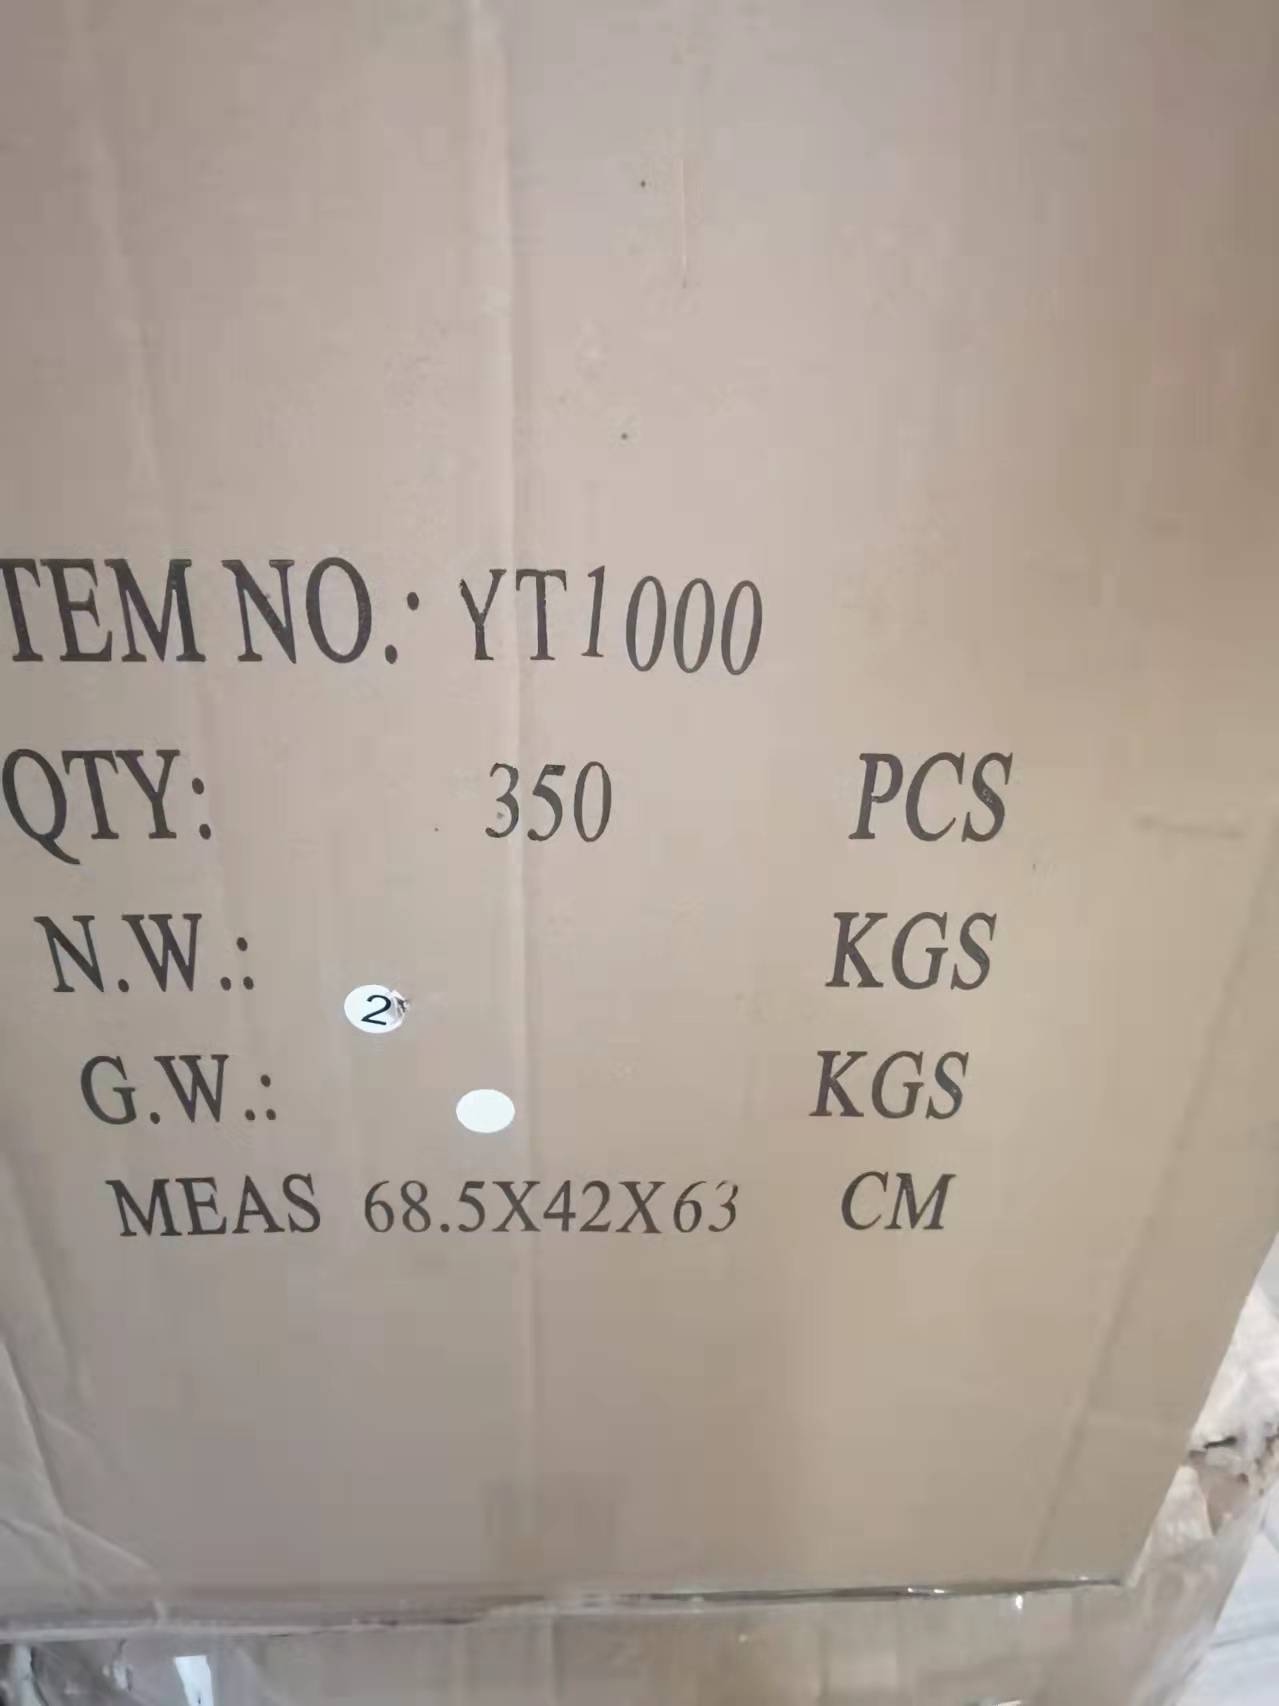 TEM NO.: YT1000
QTY: 350 PCS
N.W.: KGS
2
G.W.: KGS
MEAS 68.5X42X63 CM